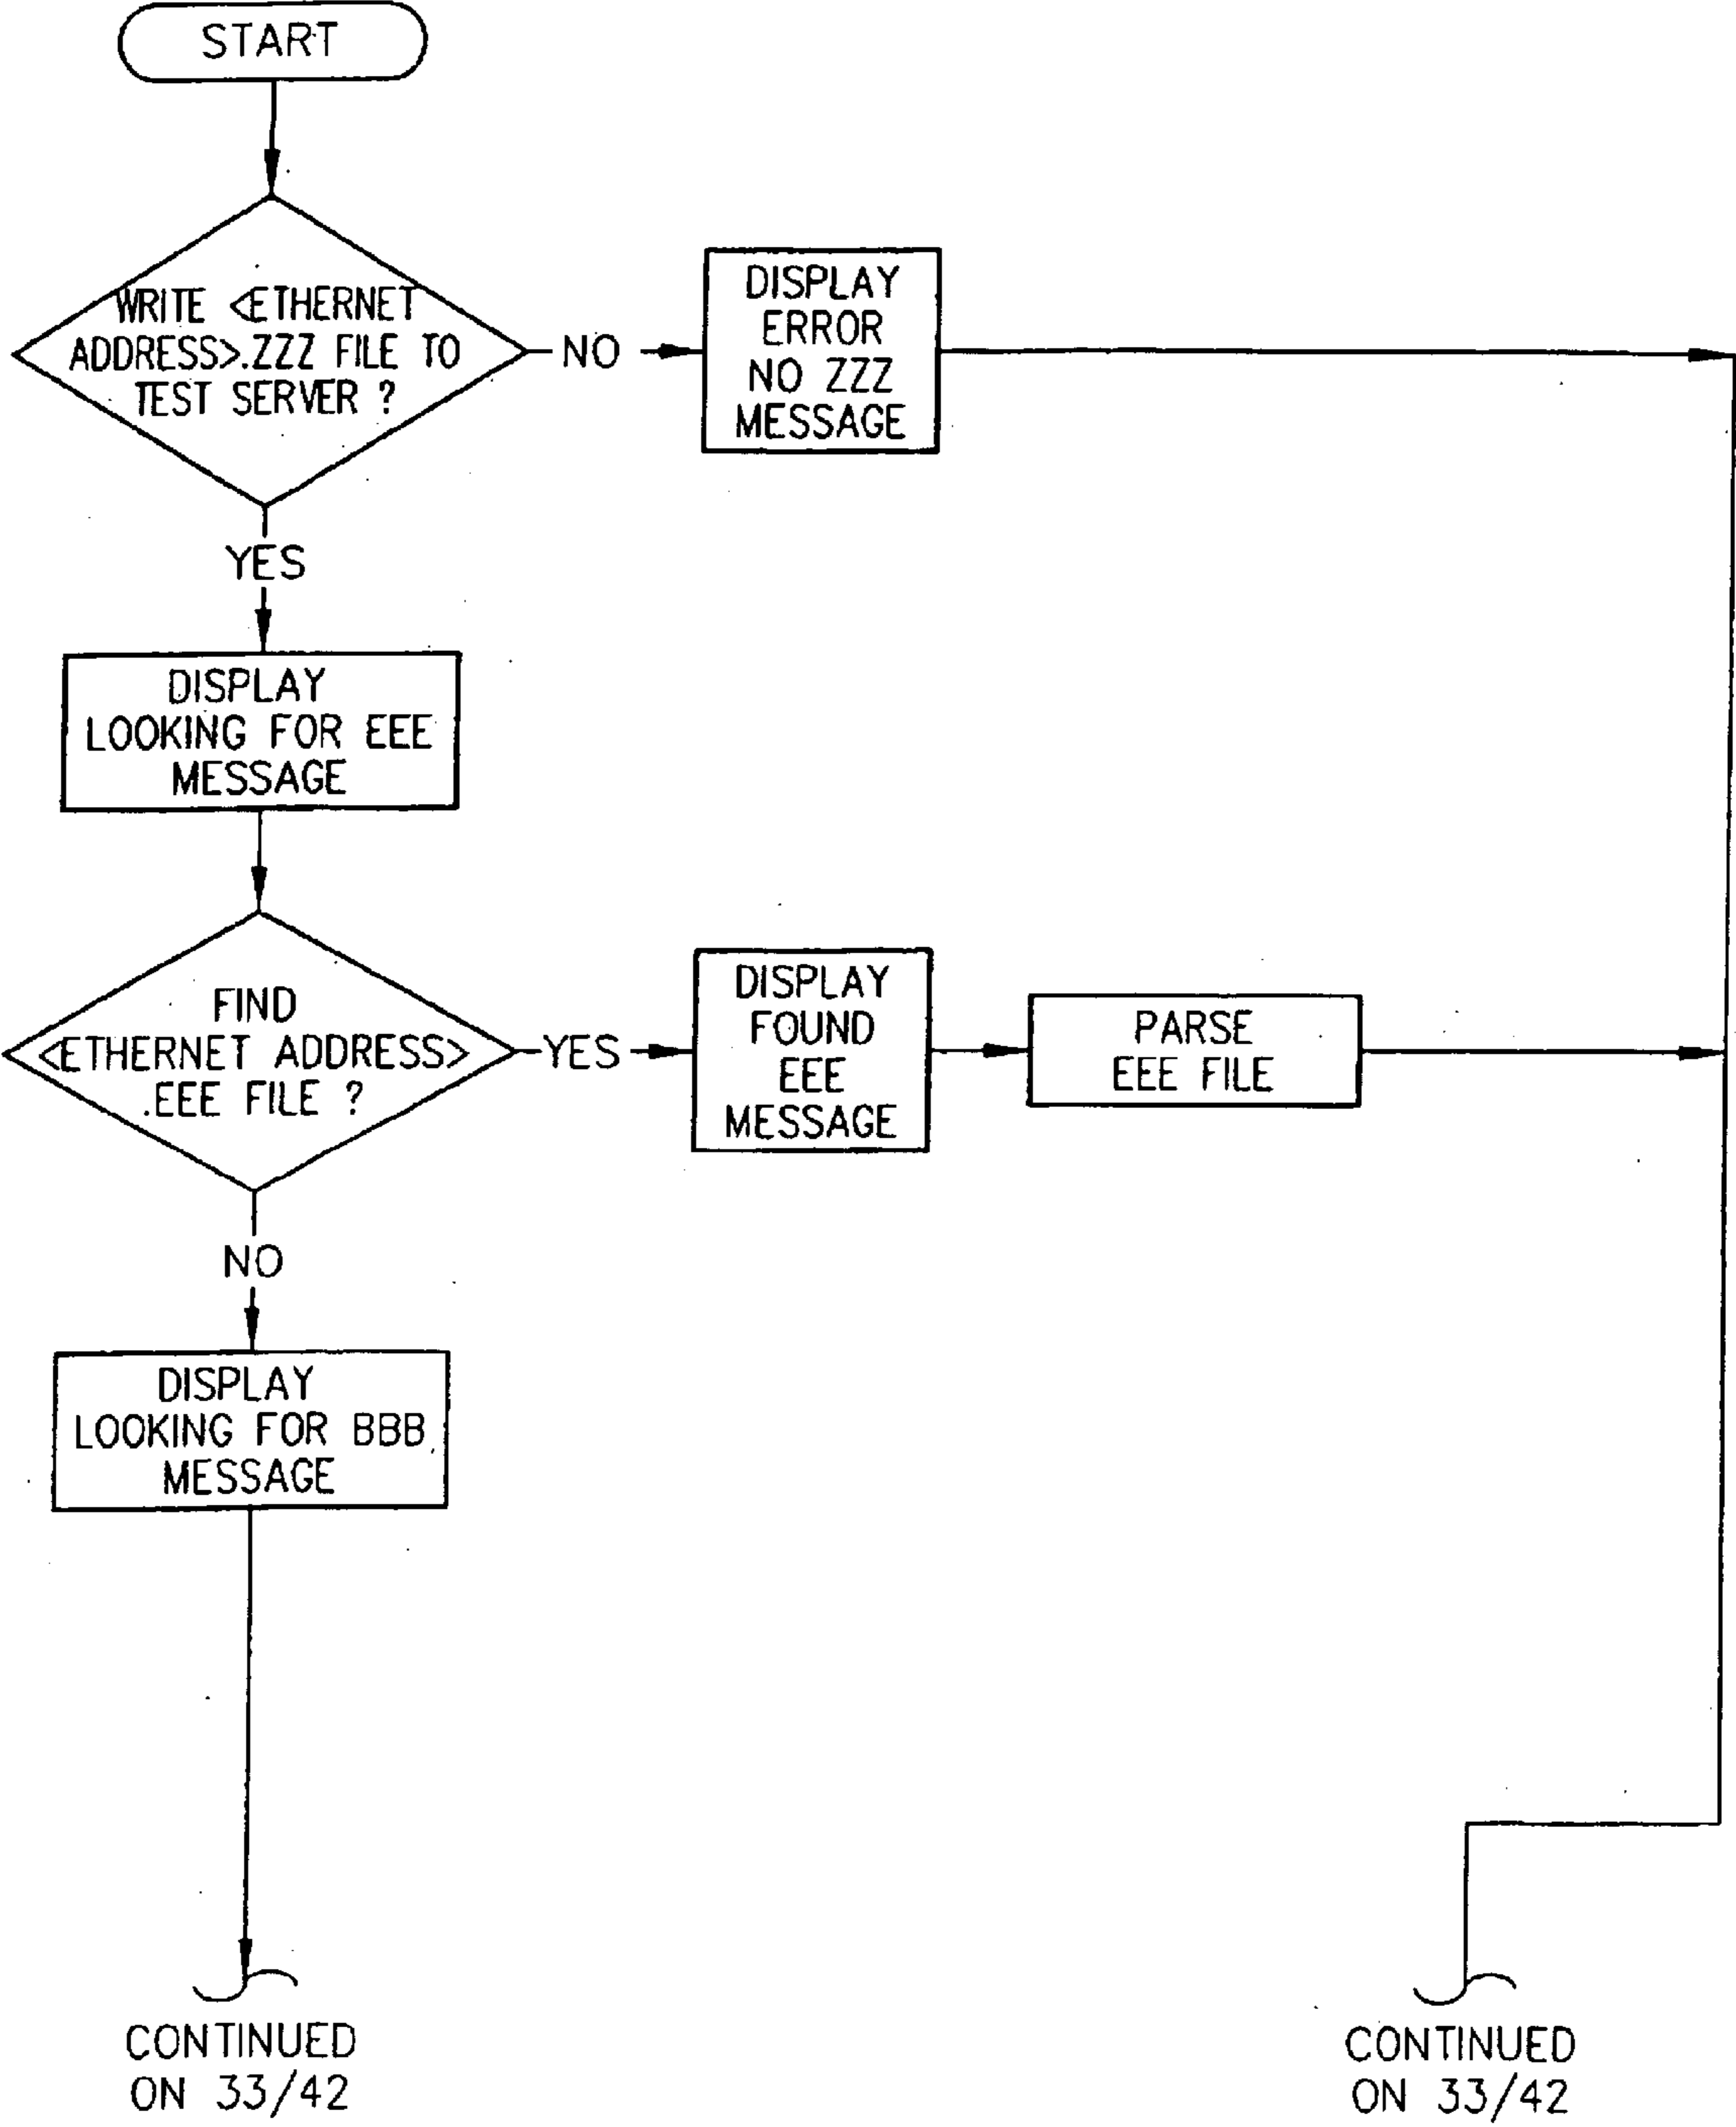 START
WRITE <ETHERNET
ADDRESS>.ZZZ FILE TO
TEST SERVER ?
NO
DISPLAY
ERROR
NO ZZZ
MESSAGE
YES
DISPLAY
LOOKING FOR EEE
MESSAGE
FIND
<ETHERNET ADDRESS>
.EEE FILE ?
YES
DISPLAY
FOUND
EEE
MESSAGE
PARSE
EEE FILE
NO
DISPLAY
LOOKING FOR BBB
MESSAGE
CONTINUED
ON 33/42
CONTINUED
ON 33/42